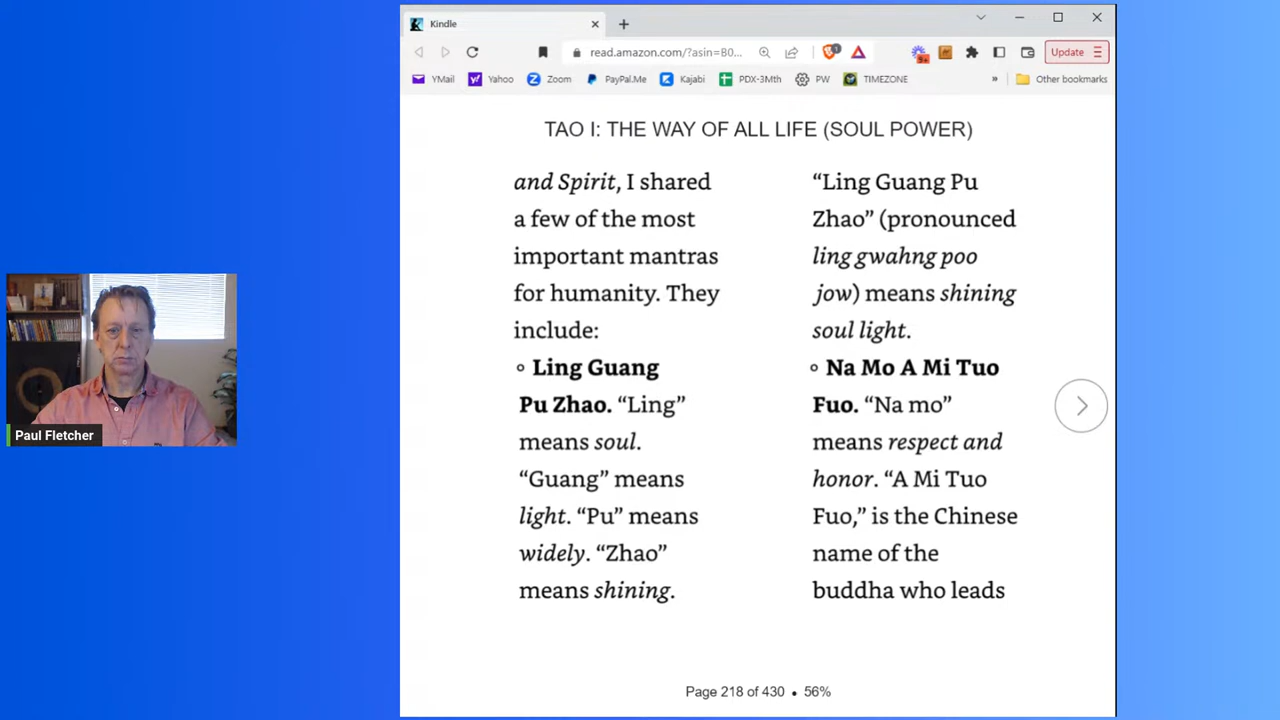 Kindle
read.amazon.com/?asin=B0...
9+
1
Update
YMail
Yahoo
Zoom
PayPal.Me
Kajabi
PDX-3Mth
PW
TIMEZONE
»
Other bookmarks
TAO I: THE WAY OF ALL LIFE (SOUL POWER)
and Spirit, I shared
a few of the most
important mantras
for humanity. They
include:
◦ Ling Guang
Pu Zhao. “Ling”
means soul.
“Guang” means
light. “Pu” means
widely. “Zhao”
means shining.
“Ling Guang Pu
Zhao” (pronounced
ling gwahng poo
jow) means shining
soul light.
◦ Na Mo A Mi Tuo
Fuo. “Na mo”
means respect and
honor. “A Mi Tuo
Fuo,” is the Chinese
name of the
buddha who leads
Page 218 of 430 • 56%
Paul Fletcher